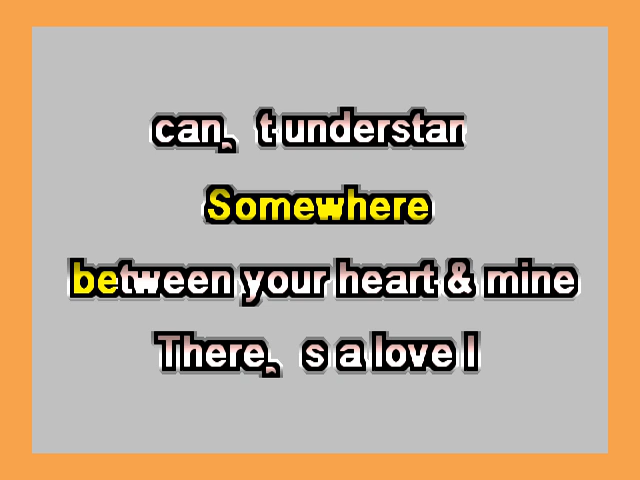 can, t understan
Somewhere
between your heart & mine
There, s a love I